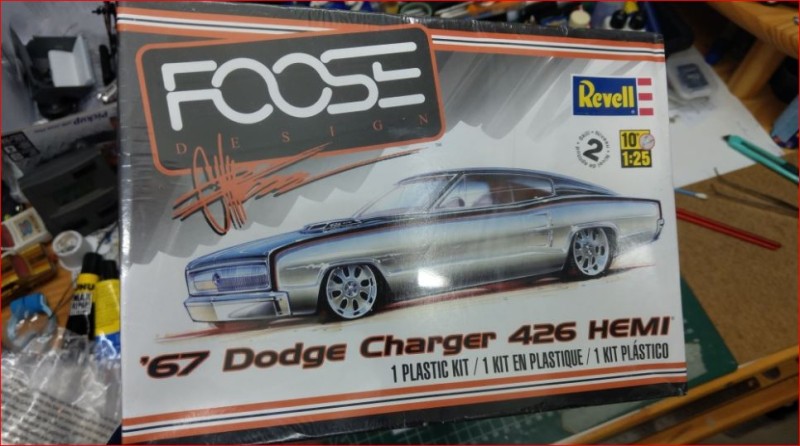 FOOSE
DESIGN
Revell
2
10+
1:25
'67 Dodge Charger 426 HEMI
1 PLASTIC KIT / 1 KIT EN PLASTIQUE / 1 KIT PLÁSTICO